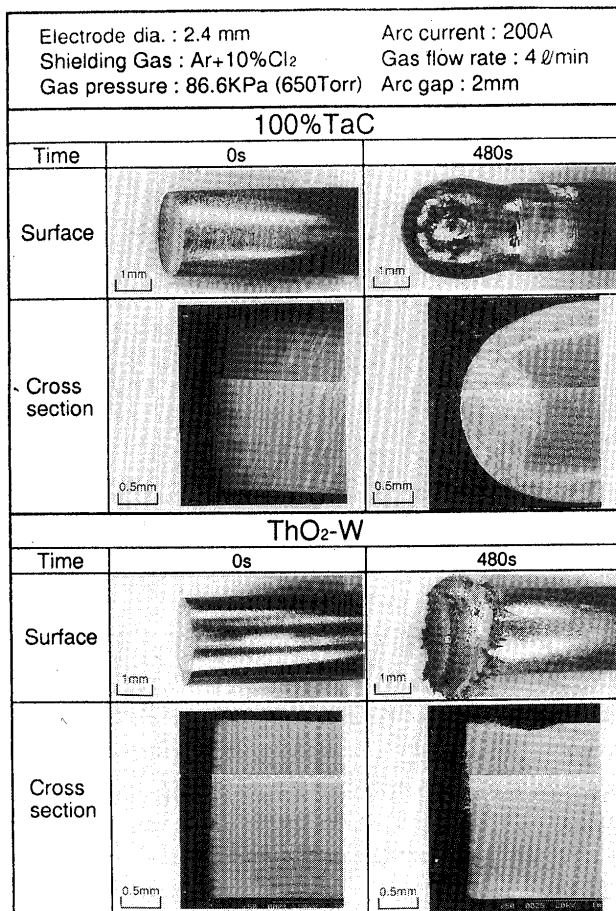 Electrode dia. : 2.4 mm Arc current : 200A
Shielding Gas : Ar+10%Cl₂ Gas flow rate : 4 ℓ/min
Gas pressure : 86.6KPa (650Torr) Arc gap : 2mm
100%TaC
Time 0s 480s
Surface
1mm 1mm
Cross
section
0.5mm 0.5mm
ThO₂-W
Time 0s 480s
Surface
1mm 1mm
Cross
section
0.5mm 0.5mm